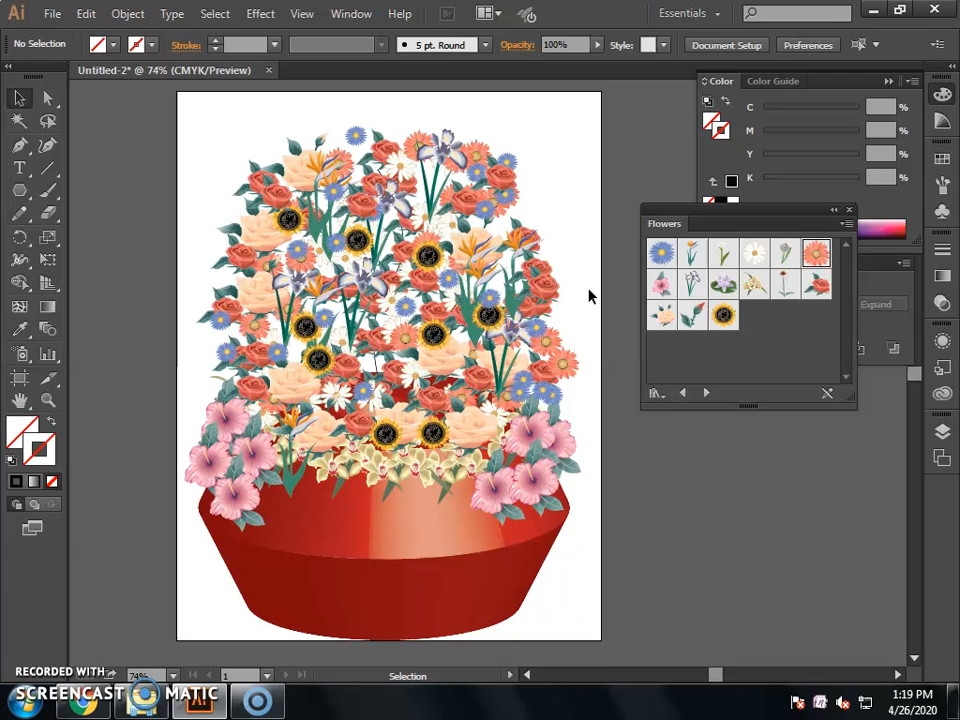 Ai File Edit Object Type Select Effect View Window Help Br Essentials
No Selection Stroke: 5 pt. Round Opacity: 100% Style: Document Setup Preferences
Untitled-2* @ 74% (CMYK/Preview) ×
Color Color Guide
C %
M %
Y %
K %
Flowers
Expand
T
74% 1 Selection
RECORDED WITH
SCREENCAST MATIC
Ai
1:19 PM
4/26/2020